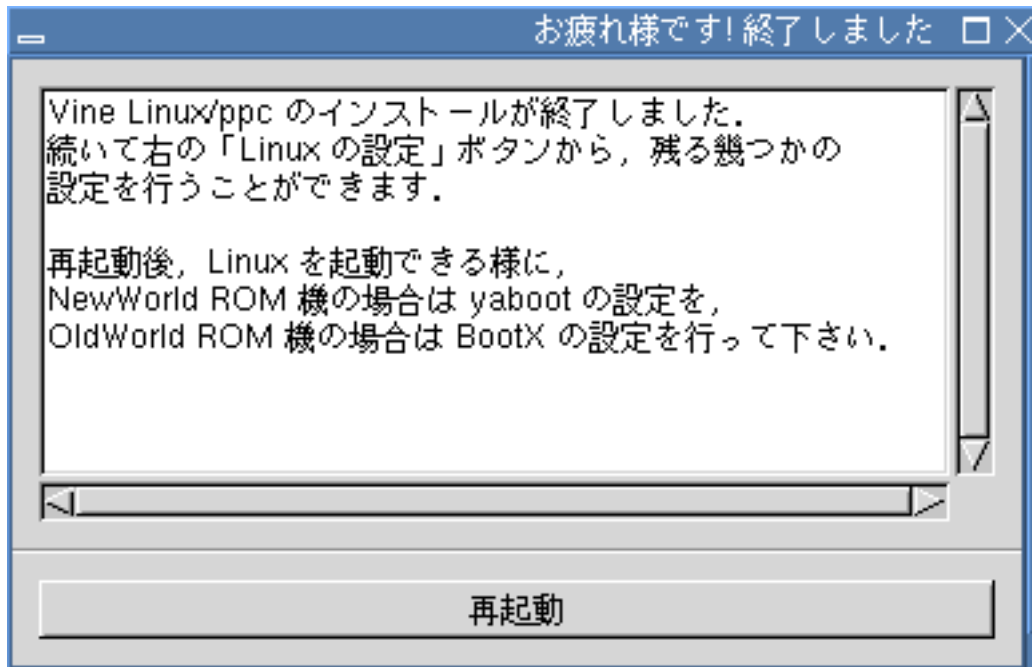 お疲れ様です! 終了しました
Vine Linux/ppc のインストールが終了しました.
続いて右の「Linux の設定」ボタンから, 残る幾つかの
設定を行うことができます.
再起動後, Linux を起動できる様に,
NewWorld ROM 機の場合は yaboot の設定を,
OldWorld ROM 機の場合は BootX の設定を行って下さい.
再起動